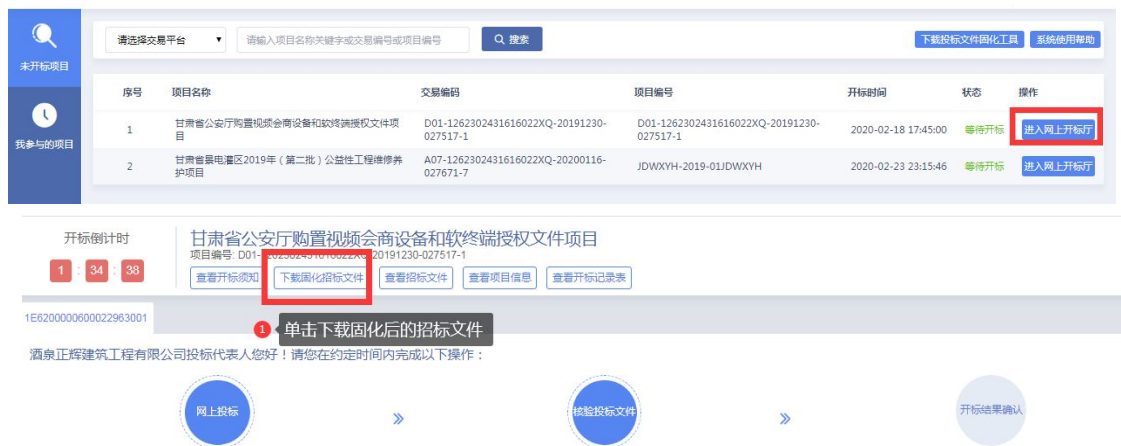 请选择交易平台 ▼ 请输入项目名称关键字或交易编号或项目编号 搜索 下载投标文件固化工具 系统使用帮助
未开标项目
我参与的项目
序号 项目名称 交易编码 项目编号 开标时间 状态 操作
1 甘肃省公安厅购置视频会商设备和软终端授权文件项目 D01-1262302431616022XQ-20191230-027517-1 D01-1262302431616022XQ-20191230-027517-1 2020-02-18 17:45:00 等待开标 进入网上开标厅
2 甘肃省景电灌区2019年（第二批）公益性工程维修养护项目 A07-1262302431616022XQ-20200116-027671-7 JDWXYH-2019-01JDWXYH 2020-02-23 23:15:46 等待开标 进入网上开标厅
开标倒计时
1 : 34 : 38
甘肃省公安厅购置视频会商设备和软终端授权文件项目
项目编号: D01-1262302431616022XQ-20191230-027517-1
查看开标须知 下载固化招标文件 查看招标文件 查看项目信息 查看开标记录表
1E6200000600022963001
1 单击下载固化后的招标文件
酒泉正辉建筑工程有限公司投标代表人您好！请您在约定时间内完成以下操作：
网上投标 » 核验投标文件 » 开标结果确认